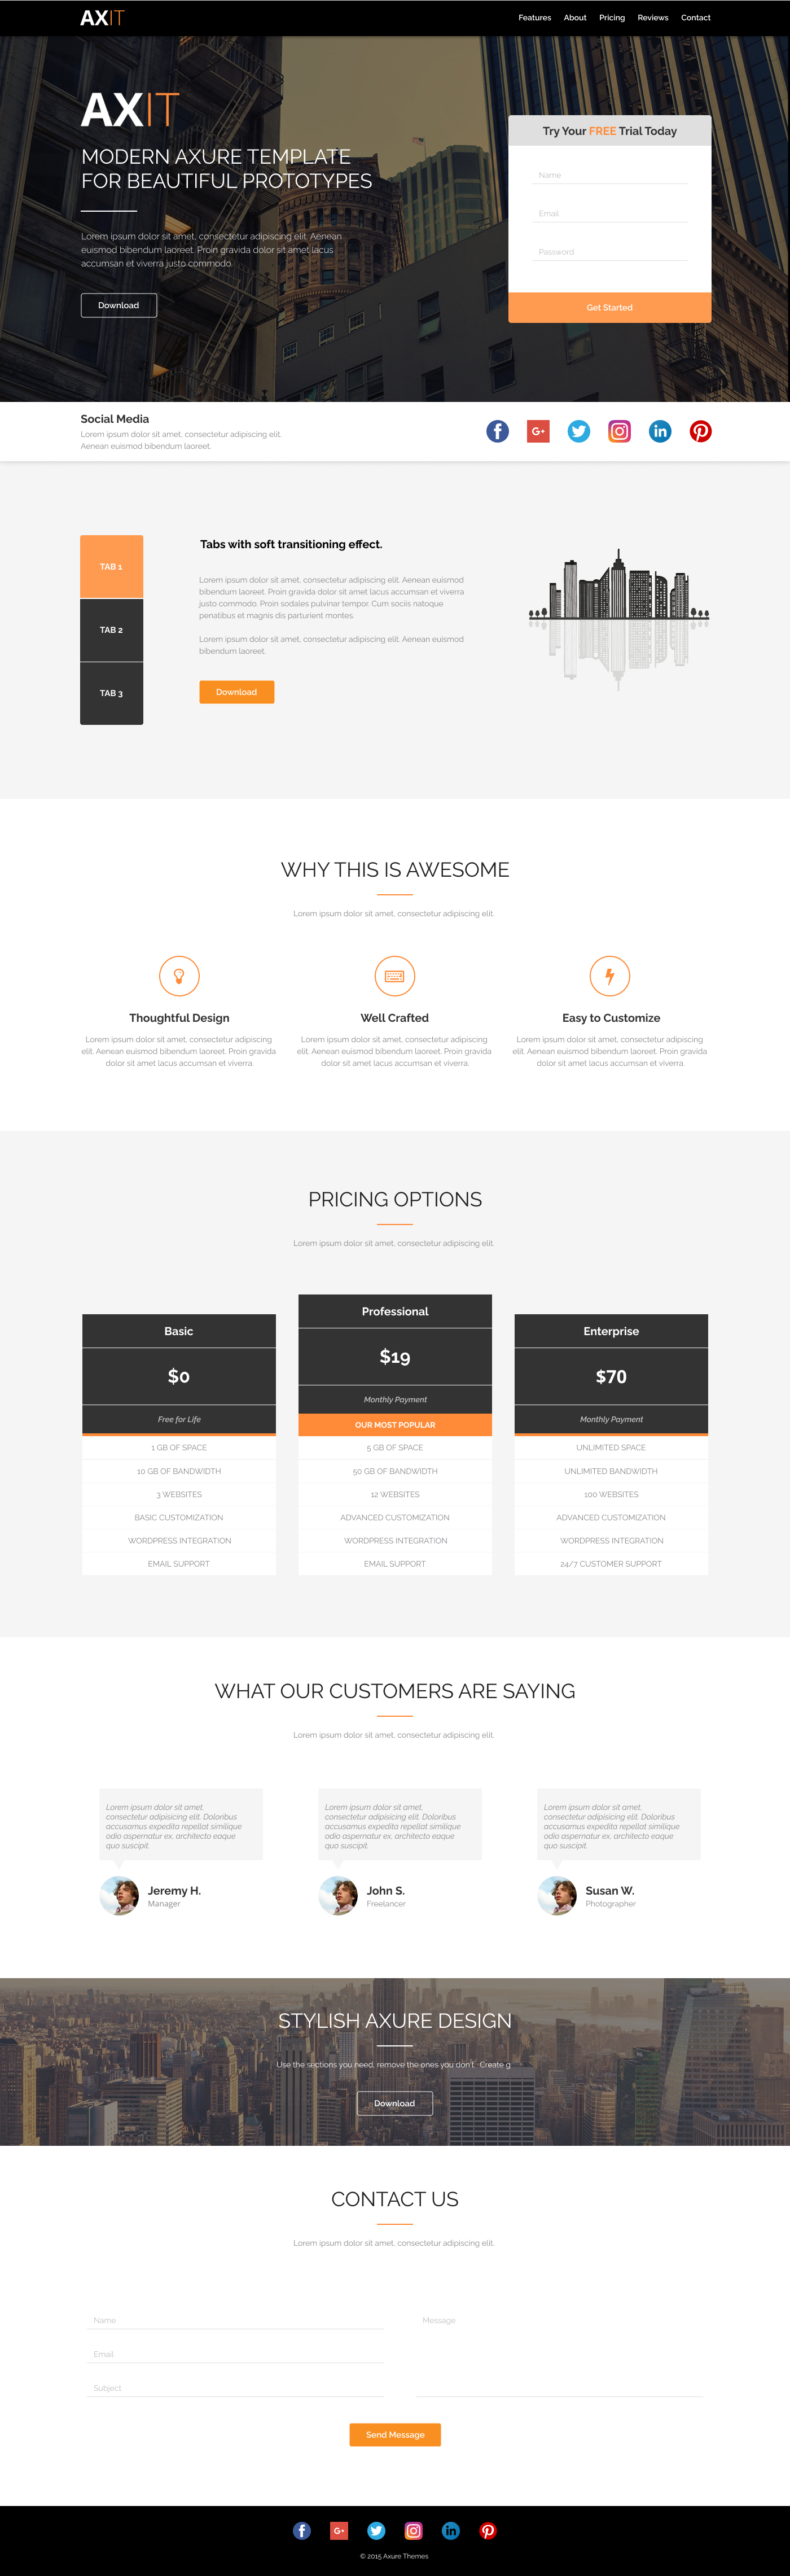 AXIT
Features About Pricing Reviews Contact
AXIT
MODERN AXURE TEMPLATE
FOR BEAUTIFUL PROTOTYPES
Lorem ipsum dolor sit amet, consectetur adipiscing elit. Aenean
euismod bibendum laoreet. Proin gravida dolor sit amet lacus
accumsan et viverra justo commodo.
Download
Try Your FREE Trial Today
Name
Email
Password
Get Started
Social Media
Lorem ipsum dolor sit amet, consectetur adipiscing elit.
Aenean euismod bibendum laoreet.
G+
in
TAB 1
TAB 2
TAB 3
Tabs with soft transitioning effect.
Lorem ipsum dolor sit amet, consectetur adipiscing elit. Aenean euismod
bibendum laoreet. Proin gravida dolor sit amet lacus accumsan et viverra
justo commodo. Proin sodales pulvinar tempor. Cum sociis natoque
penatibus et magnis dis parturient montes.
Lorem ipsum dolor sit amet, consectetur adipiscing elit. Aenean euismod
bibendum laoreet.
Download
WHY THIS IS AWESOME
Lorem ipsum dolor sit amet, consectetur adipiscing elit.
Thoughtful Design
Lorem ipsum dolor sit amet, consectetur adipiscing
elit. Aenean euismod bibendum laoreet. Proin gravida
dolor sit amet lacus accumsan et viverra.
Well Crafted
Lorem ipsum dolor sit amet, consectetur adipiscing
elit. Aenean euismod bibendum laoreet. Proin gravida
dolor sit amet lacus accumsan et viverra.
Easy to Customize
Lorem ipsum dolor sit amet, consectetur adipiscing
elit. Aenean euismod bibendum laoreet. Proin gravida
dolor sit amet lacus accumsan et viverra.
PRICING OPTIONS
Lorem ipsum dolor sit amet, consectetur adipiscing elit.
Basic
$0
Free for Life
1 GB OF SPACE
10 GB OF BANDWIDTH
3 WEBSITES
BASIC CUSTOMIZATION
WORDPRESS INTEGRATION
EMAIL SUPPORT
Professional
$19
Monthly Payment
OUR MOST POPULAR
5 GB OF SPACE
50 GB OF BANDWIDTH
12 WEBSITES
ADVANCED CUSTOMIZATION
WORDPRESS INTEGRATION
EMAIL SUPPORT
Enterprise
$70
Monthly Payment
UNLIMITED SPACE
UNLIMITED BANDWIDTH
100 WEBSITES
ADVANCED CUSTOMIZATION
WORDPRESS INTEGRATION
24/7 CUSTOMER SUPPORT
WHAT OUR CUSTOMERS ARE SAYING
Lorem ipsum dolor sit amet, consectetur adipiscing elit.
Lorem ipsum dolor sit amet,
consectetur adipisicing elit. Doloribus
accusamus expedita repellat similique
odio aspernatur ex, architecto eaque
quo suscipit.
Jeremy H.
Manager
Lorem ipsum dolor sit amet,
consectetur adipisicing elit. Doloribus
accusamus expedita repellat similique
odio aspernatur ex, architecto eaque
quo suscipit.
John S.
Freelancer
Lorem ipsum dolor sit amet,
consectetur adipisicing elit. Doloribus
accusamus expedita repellat similique
odio aspernatur ex, architecto eaque
quo suscipit.
Susan W.
Photographer
STYLISH AXURE DESIGN
Use the sections you need, remove the ones you don't. Create g
Download
CONTACT US
Lorem ipsum dolor sit amet, consectetur adipiscing elit.
Name
Email
Subject
Message
Send Message
G+
in
© 2015 Axure Themes